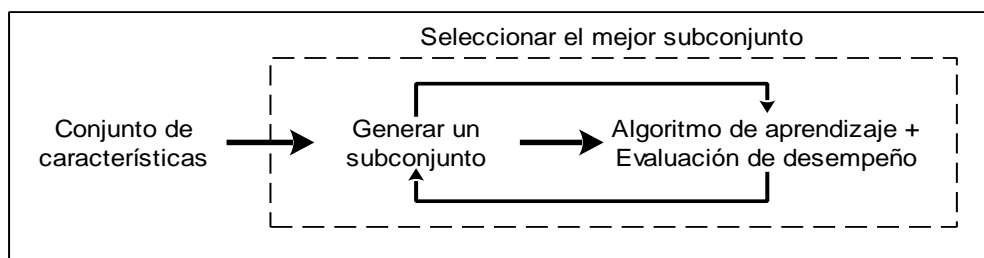 Seleccionar el mejor subconjunto
Conjunto de
características
Generar un
subconjunto
Algoritmo de aprendizaje +
Evaluación de desempeño